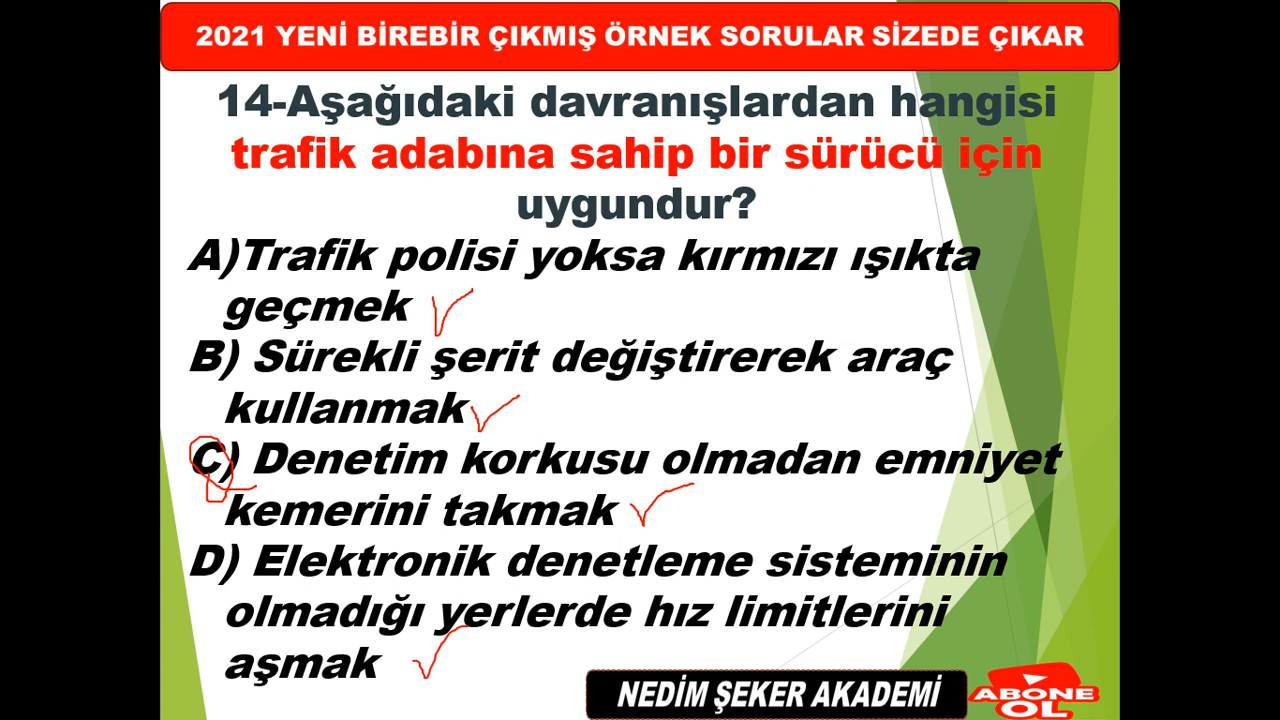 2021 YENİ BİREBİR ÇIKMIŞ ÖRNEK SORULAR SİZEDE ÇIKAR
14-Aşağıdaki davranışlardan hangisi
trafik adabına sahip bir sürücü için
uygundur?
A)Trafik polisi yoksa kırmızı ışıkta
geçmek
B) Sürekli şerit değiştirerek araç
kullanmak
C) Denetim korkusu olmadan emniyet
kemerini takmak
D) Elektronik denetleme sisteminin
olmadığı yerlerde hız limitlerini
aşmak
NEDİM ŞEKER AKADEMİ
ABONE
OL